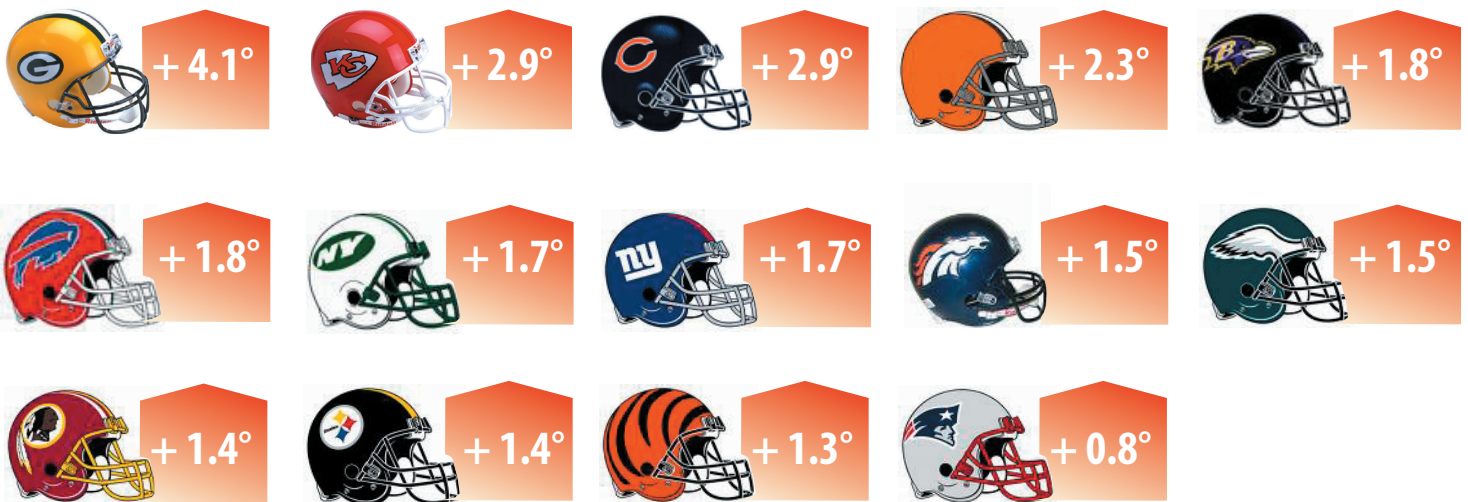 G + 4.1° KC + 2.9° C + 2.9° + 2.3° B + 1.8°
+ 1.8° NY + 1.7° ny + 1.7° + 1.5° + 1.5°
+ 1.4° + 1.4° + 1.3° + 0.8°